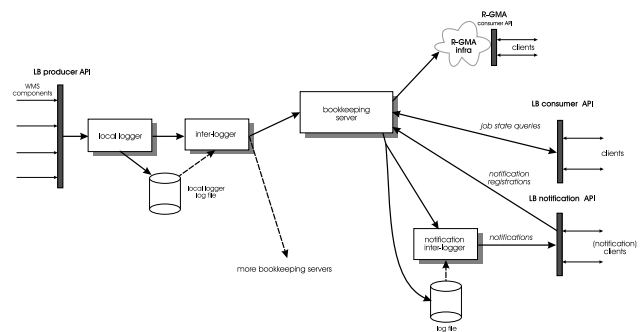 R-GMA
consumer API
R-GMA
infra
clients
LB producer API
WMS
components
bookkeeping
server
LB consumer API
local logger
inter-logger
job state queries
clients
notification
registrations
local logger
log file
LB notification API
notification
inter-logger
notifications
(notification)
clients
more bookkeeping servers
log file